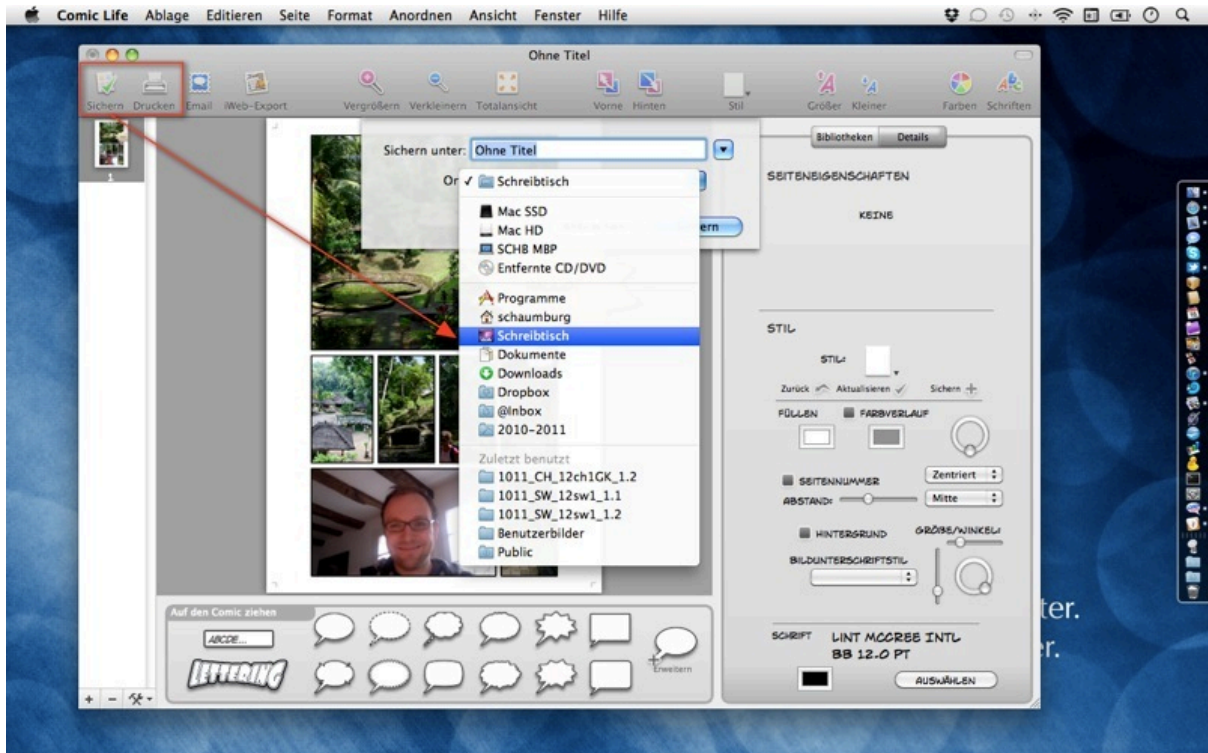 Comic Life Ablage Editieren Seite Format Anordnen Ansicht Fenster Hilfe
Ohne Titel
Sichern Drucken Email iWeb-Export Vergrößern Verkleinern Totalansicht Vorne Hinten Stil Größer Kleiner Farben Schriften
1
Sichern unter: Ohne Titel
Or
✓ Schreibtisch
Mac SSD
Mac HD
SCHB MBP
Entfernte CD/DVD
Programme
schaumburg
Schreibtisch
Dokumente
Downloads
Dropbox
@Inbox
2010-2011
Zuletzt benutzt
1011_CH_12ch1GK_1.2
1011_SW_12sw1_1.1
1011_SW_12sw1_1.2
Benutzerbilder
Public
ern
Bibliotheken Details
SEITENEIGENSCHAFTEN
KEINE
STIL
STIL:
Zurück Aktualisieren Sichern
FÜLLEN FARBVERLAUF
SEITENNUMMER Zentriert
ABSTAND: Mitte
HINTERGRUND GRÖßE/WINKEL:
BILDUNTERSCHRIFTSTIL
SCHRIFT LINT MCCREE INTL
BB 12.0 PT
AUSWÄHLEN
Auf den Comic ziehen
ABCDE...
LETTERING
Erweitern
+ -
ter.
r.